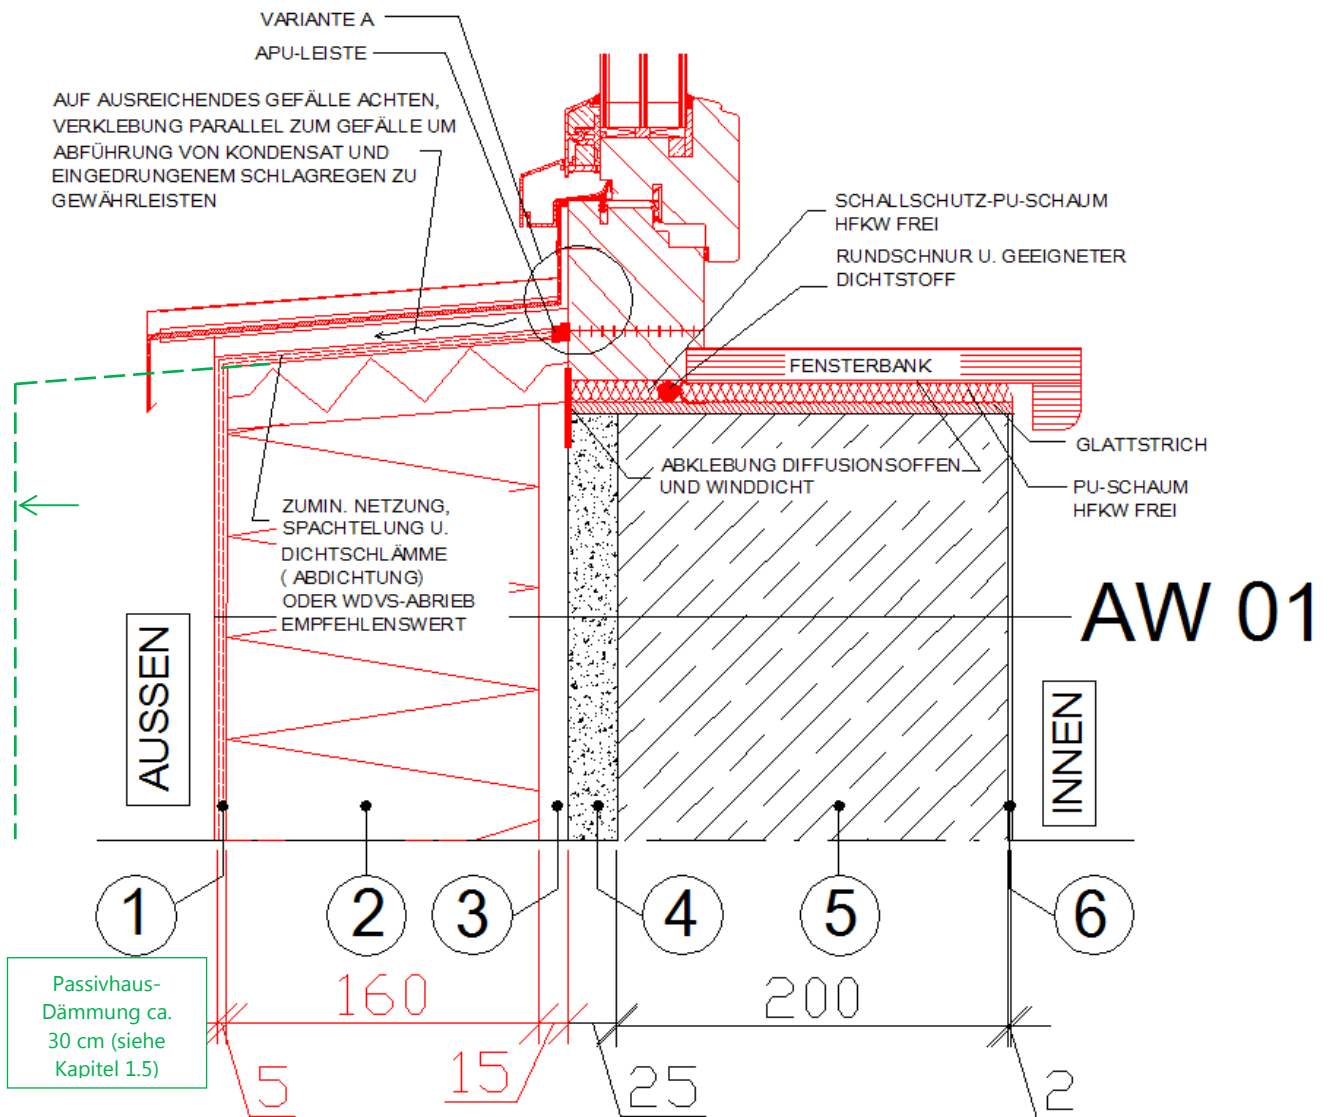 VARIANTE A
APU-LEISTE
AUF AUSREICHENDES GEFÄLLE ACHTEN,
VERKLEBUNG PARALLEL ZUM GEFÄLLE UM
ABFÜHRUNG VON KONDENSAT UND
EINGEDRUNGENEM SCHLAGREGEN ZU
GEWÄHRLEISTEN
SCHALLSCHUTZ-PU-SCHAUM
HFKW FREI
RUNDSCHNUR U. GEEIGNETER
DICHTSTOFF
FENSTERBANK
GLATTSTRICH
ABKLEBUNG DIFFUSIONSOFFEN
UND WINDDICHT
PU-SCHAUM
HFKW FREI
ZUMIN. NETZUNG,
SPACHTELUNG U.
DICHTSCHLÄMME
( ABDICHTUNG)
ODER WDVS-ABRIEB
EMPFEHLENSWERT
AW 01
AUSSEN
INNEN
1 2 3 4 5 6
Passivhaus-
Dämmung ca.
30 cm (siehe
Kapitel 1.5)
160 200
5 15 25 2